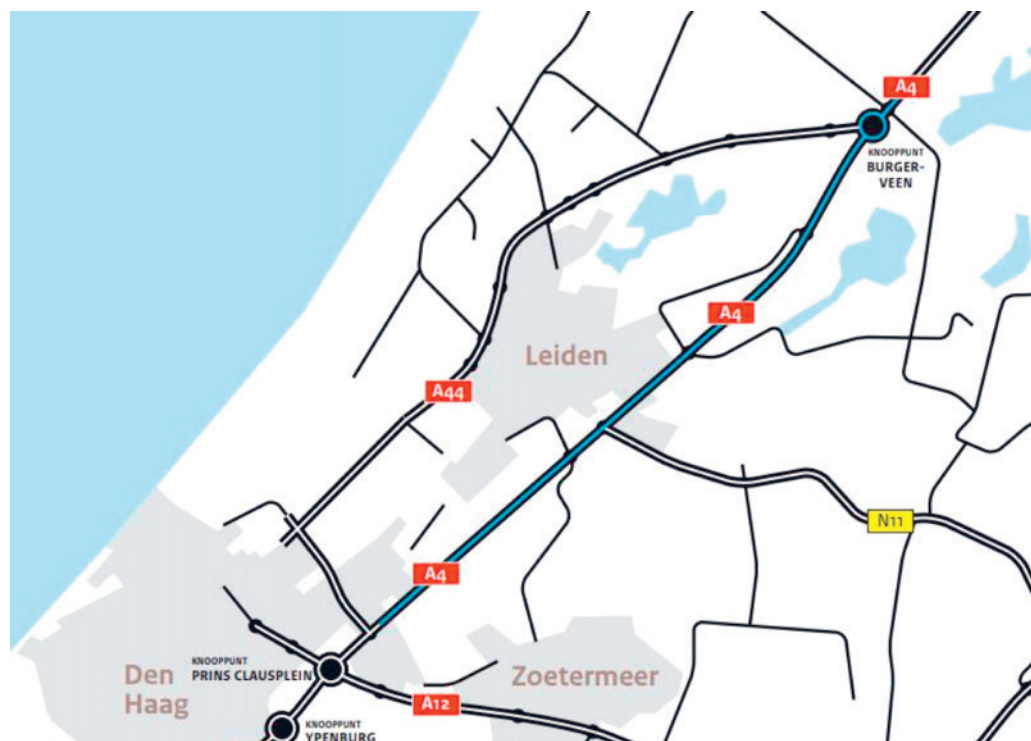 A4
KNOOPPUNT
BURGER-
VEEN
A4
Leiden
A44
N11
A4
KNOOPPUNT
PRINS CLAUSPLEIN
Den
Haag
Zoetermeer
A12
KNOOPPUNT
YPENBURG